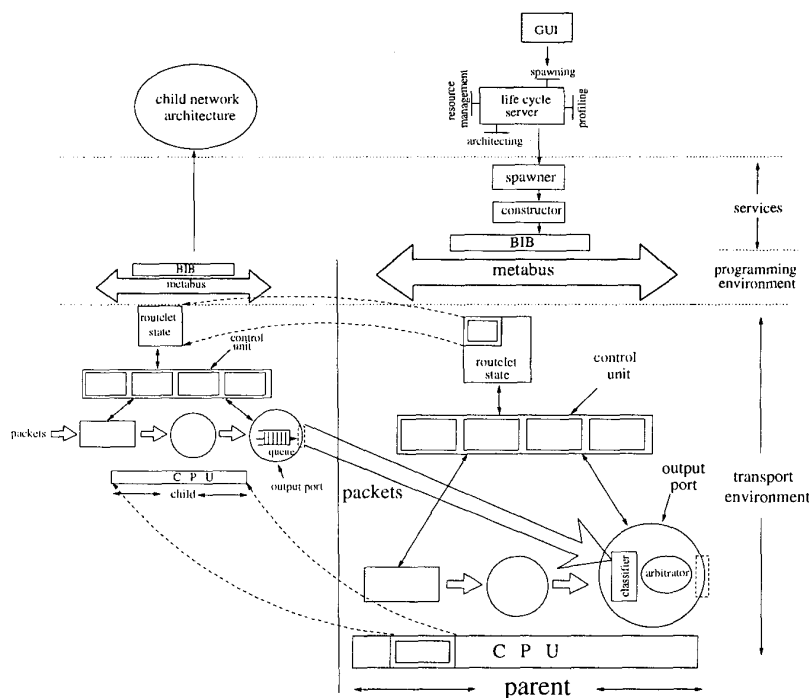 GUI
spawning
resource
management
life cycle
server
profiling
architecting
child network
architecture
spawner
constructor
services
BIB
BIB
metabus
metabus
programming
environment
routelet
state
routelet
state
control
unit
control
unit
packets
queue
output port
C P U
child
packets
output
port
transport
environment
classifier
arbitrator
C P U
parent